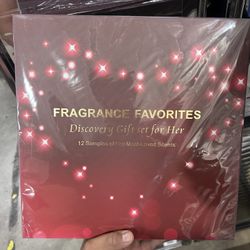 FRAGRANCE FAVORITES
Discovery Gift set for Her
12 Samples of the Most-Loved Scents